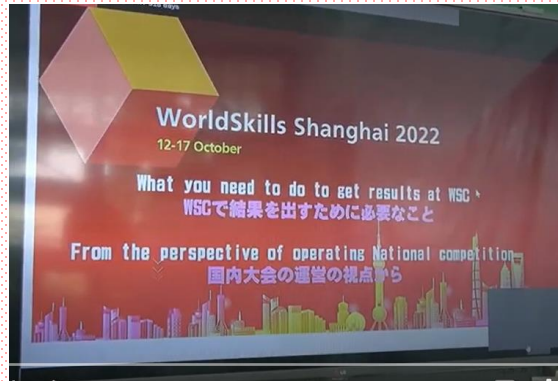 WorldSkills Shanghai 2022
12-17 October
What you need to do to get results at WSC
WSCで結果を出すために必要なこと
From the perspective of operating National competition
国内大会の運営の視点から